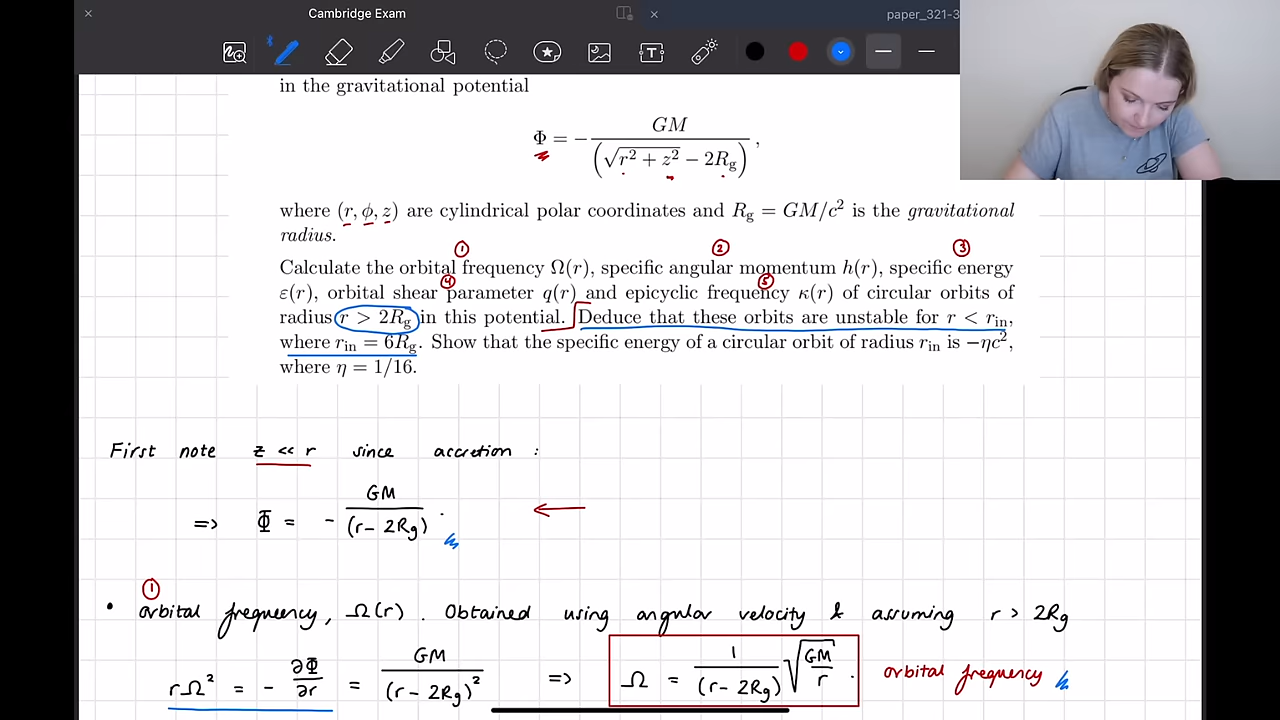 Cambridge Exam
paper_321-3
in the gravitational potential
Φ = − GM / (√(r² + z²) − 2R_g) ,
where (r, ϕ, z) are cylindrical polar coordinates and R_g = GM/c² is the gravitational
radius.
① ② ③
Calculate the orbital frequency Ω(r), specific angular momentum h(r), specific energy
④ ⑤
ε(r), orbital shear parameter q(r) and epicyclic frequency κ(r) of circular orbits of
radius r > 2R_g in this potential. Deduce that these orbits are unstable for r < r_in,
where r_in = 6R_g. Show that the specific energy of a circular orbit of radius r_in is −ηc²,
where η = 1/16.
First note z << r since accretion :
=> Φ = − GM / (r − 2Rg) .
①
• orbital frequency, Ω(r). Obtained using angular velocity & assuming r > 2Rg
rΩ² = − ∂Φ/∂r = GM / (r − 2Rg)² => Ω = 1/(r − 2Rg) √(GM/r) . orbital frequency